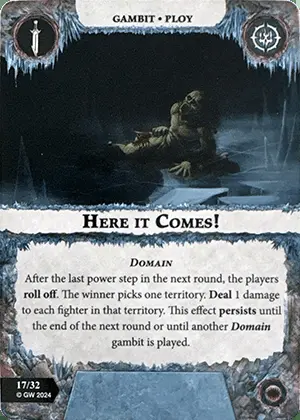 GAMBIT • PLOY
HERE IT COMES!
DOMAIN
After the last power step in the next round, the players
roll off. The winner picks one territory. Deal 1 damage
to each fighter in that territory. This effect persists until
the end of the next round or until another Domain
gambit is played.
17/32
© GW 2024